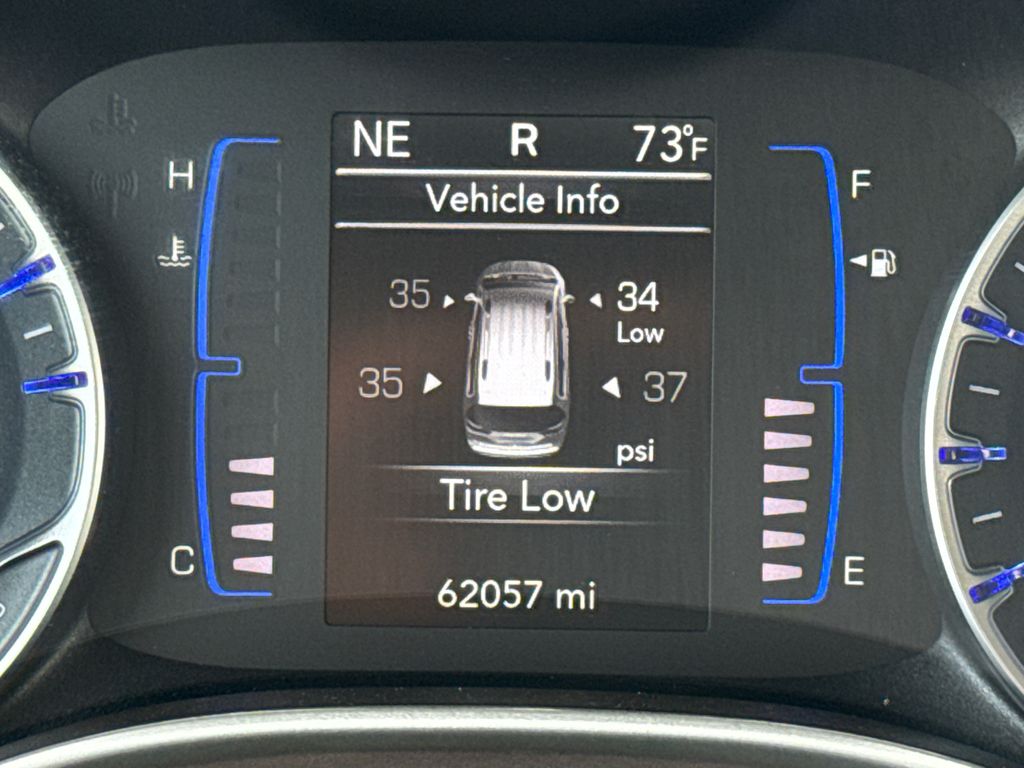 NE R 73°F
Vehicle Info
H
F
35 34
Low
35 37
psi
Tire Low
C
E
62057 mi